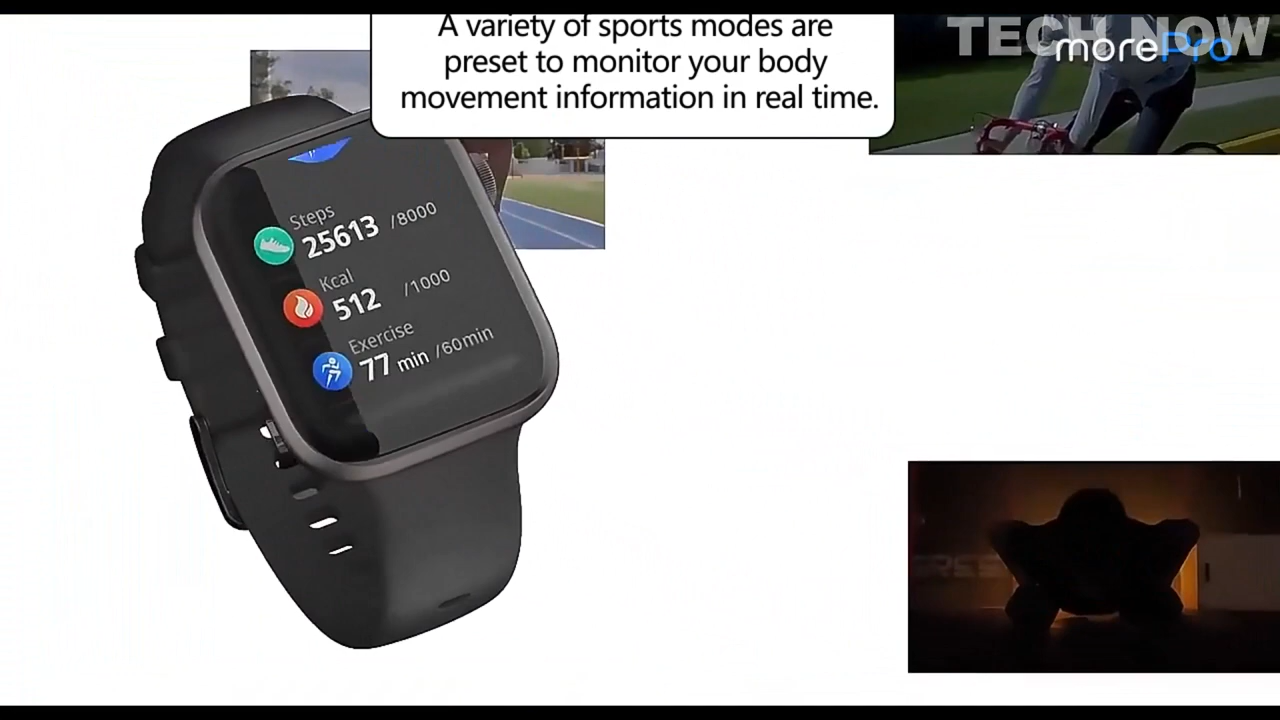 A variety of sports modes are
preset to monitor your body
movement information in real time.
TECH NOW
morePro
Steps
25613 /8000
Kcal
512 /1000
Exercise
77 min /60min